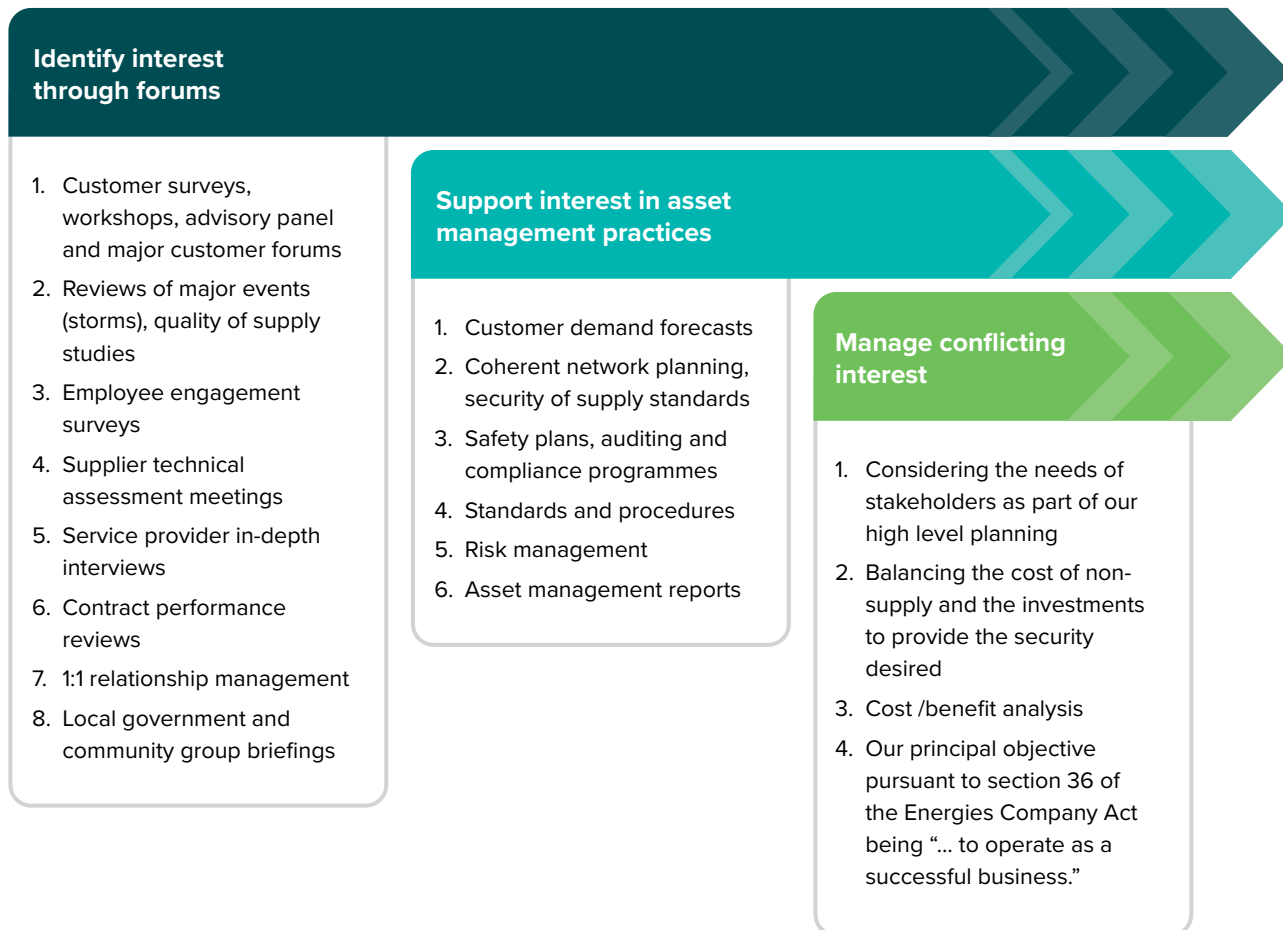 Identify interest
through forums
1. Customer surveys,
workshops, advisory panel
and major customer forums
2. Reviews of major events
(storms), quality of supply
studies
3. Employee engagement
surveys
4. Supplier technical
assessment meetings
5. Service provider in-depth
interviews
6. Contract performance
reviews
7. 1:1 relationship management
8. Local government and
community group briefings
Support interest in asset
management practices
1. Customer demand forecasts
2. Coherent network planning,
security of supply standards
3. Safety plans, auditing and
compliance programmes
4. Standards and procedures
5. Risk management
6. Asset management reports
Manage conflicting
interest
1. Considering the needs of
stakeholders as part of our
high level planning
2. Balancing the cost of non-
supply and the investments
to provide the security
desired
3. Cost /benefit analysis
4. Our principal objective
pursuant to section 36 of
the Energies Company Act
being “... to operate as a
successful business.”